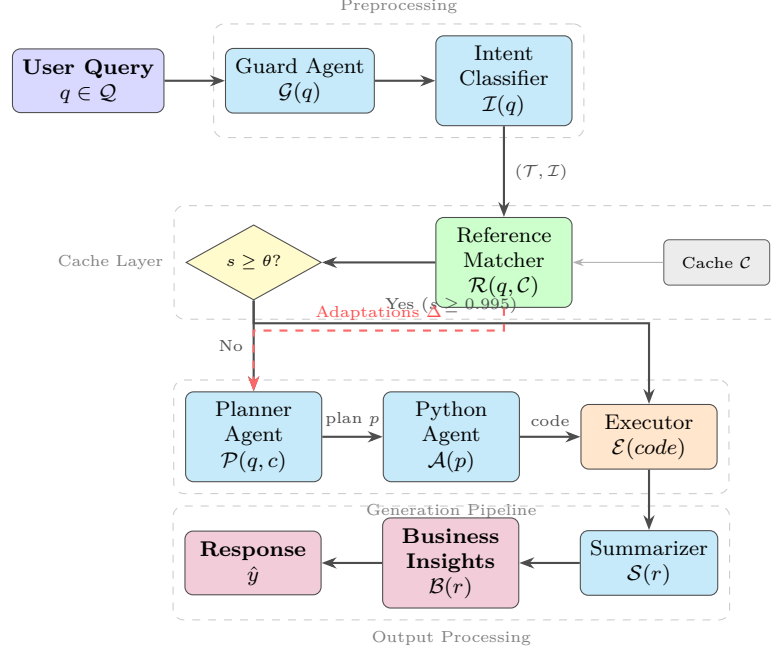 Preprocessing
User Query
q ∈ 𝒬
Guard Agent
𝒢(q)
Intent
Classifier
ℐ(q)
(𝒯, ℐ)
Cache Layer
s ≥ θ?
Reference
Matcher
ℛ(q, 𝒞)
Cache 𝒞
Yes (s ≥ 0.995)
Adaptations Δ
No
Planner
Agent
𝒫(q, c)
plan p
Python
Agent
𝒜(p)
code
Executor
ℰ(code)
Generation Pipeline
Response
ŷ
Business
Insights
ℬ(r)
Summarizer
𝒮(r)
Output Processing